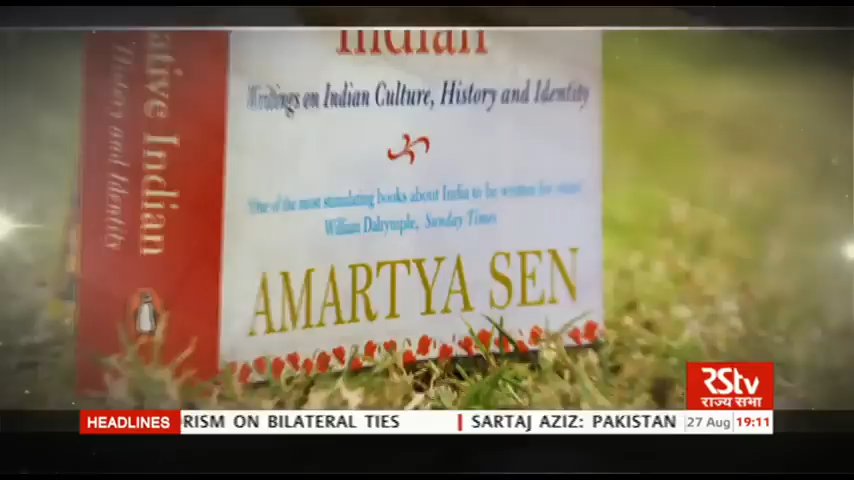 ative Indian
History and Identity
Indian
Writings on Indian Culture, History and Identity
'One of the most stimulating books about India to be written for years'
William Dalrymple, Sunday Times
AMARTYA SEN
RStv
राज्य सभा
HEADLINES RISM ON BILATERAL TIES | SARTAJ AZIZ: PAKISTAN 27 Aug 19:11